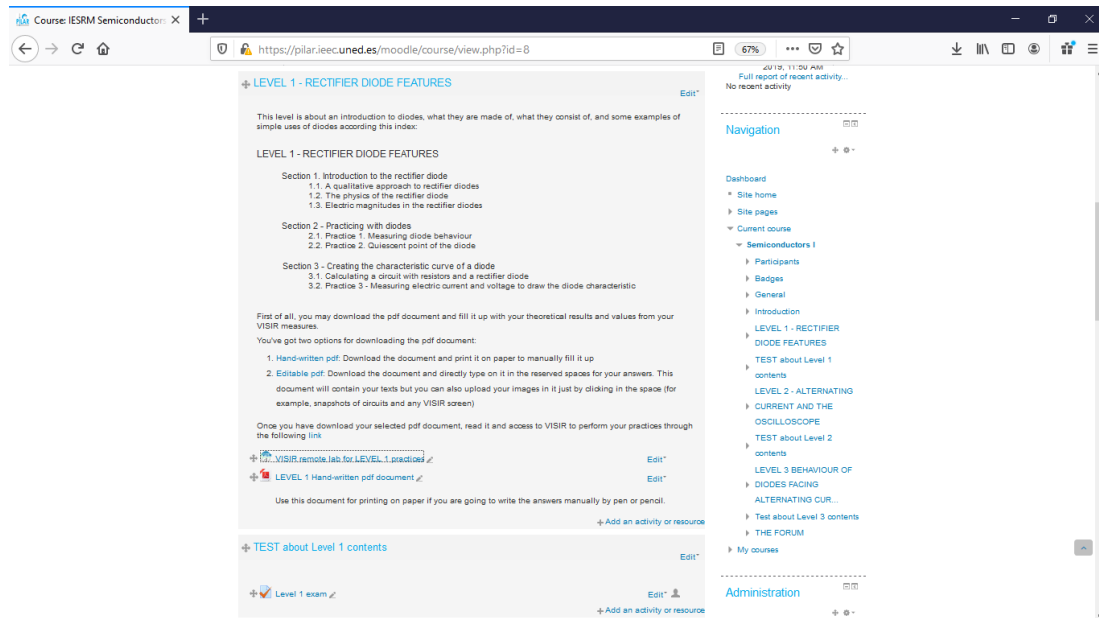 Course: IESRM Semiconductors
https://pilar.ieec.uned.es/moodle/course/view.php?id=8
67%
LEVEL 1 - RECTIFIER DIODE FEATURES
Edit
This level is about an introduction to diodes, what they are made of, what they consist of, and some examples of
simple uses of diodes according this index:
LEVEL 1 - RECTIFIER DIODE FEATURES
Section 1. Introduction to the rectifier diode
1.1. A qualitative approach to rectifier diodes
1.2. The physics of the rectifier diode
1.3. Electric magnitudes in the rectifier diodes
Section 2 - Practicing with diodes
2.1. Practice 1. Measuring diode behaviour
2.2. Practice 2. Quiescent point of the diode
Section 3 - Creating the characteristic curve of a diode
3.1. Calculating a circuit with resistors and a rectifier diode
3.2. Practice 3 - Measuring electric current and voltage to draw the diode characteristic
First of all, you may download the pdf document and fill it up with your theoretical results and values from your
VISIR measures.
You've got two options for downloading the pdf document:
1. Hand-written pdf: Download the document and print it on paper to manually fill it up
2. Editable pdf: Download the document and directly type on it in the reserved spaces for your answers. This
document will contain your texts but you can also upload your images in it just by clicking in the space (for
example, snapshots of circuits and any VISIR screen)
Once you have download your selected pdf document, read it and access to VISIR to perform your practices through
the following link
VISIR remote lab for LEVEL 1 practices
Edit
LEVEL 1 Hand-written pdf document
Edit
Use this document for printing on paper if you are going to write the answers manually by pen or pencil.
Add an activity or resource
TEST about Level 1 contents
Edit
Level 1 exam
Edit
Add an activity or resource
2019, 11:50 AM
Full report of recent activity...
No recent activity
Navigation
Dashboard
Site home
Site pages
Current course
Semiconductors I
Participants
Badges
General
Introduction
LEVEL 1 - RECTIFIER
DIODE FEATURES
TEST about Level 1
contents
LEVEL 2 - ALTERNATING
CURRENT AND THE
OSCILLOSCOPE
TEST about Level 2
contents
LEVEL 3 BEHAVIOUR OF
DIODES FACING
ALTERNATING CUR...
Test about Level 3 contents
THE FORUM
My courses
Administration